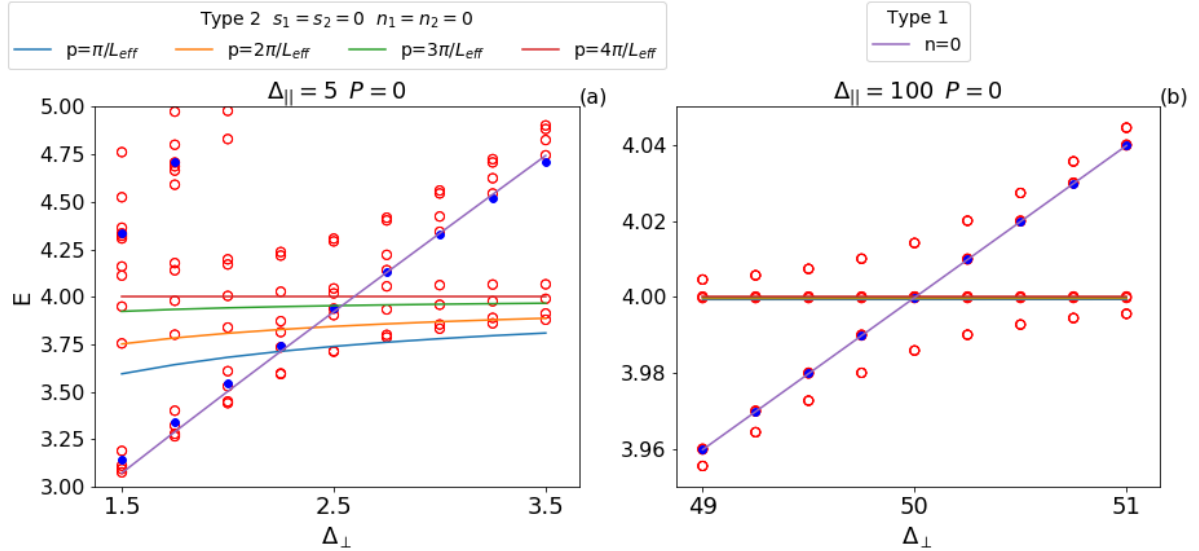 Type 2 s₁ = s₂ = 0 n₁ = n₂ = 0
p=π/L_eff p=2π/L_eff p=3π/L_eff p=4π/L_eff
Type 1
n=0
Δ_|| = 5 P = 0
(a)
5.00
4.75
4.50
4.25
4.00
3.75
3.50
3.25
3.00
E
1.5 2.5 3.5
Δ_⊥
Δ_|| = 100 P = 0
(b)
4.04
4.02
4.00
3.98
3.96
49 50 51
Δ_⊥